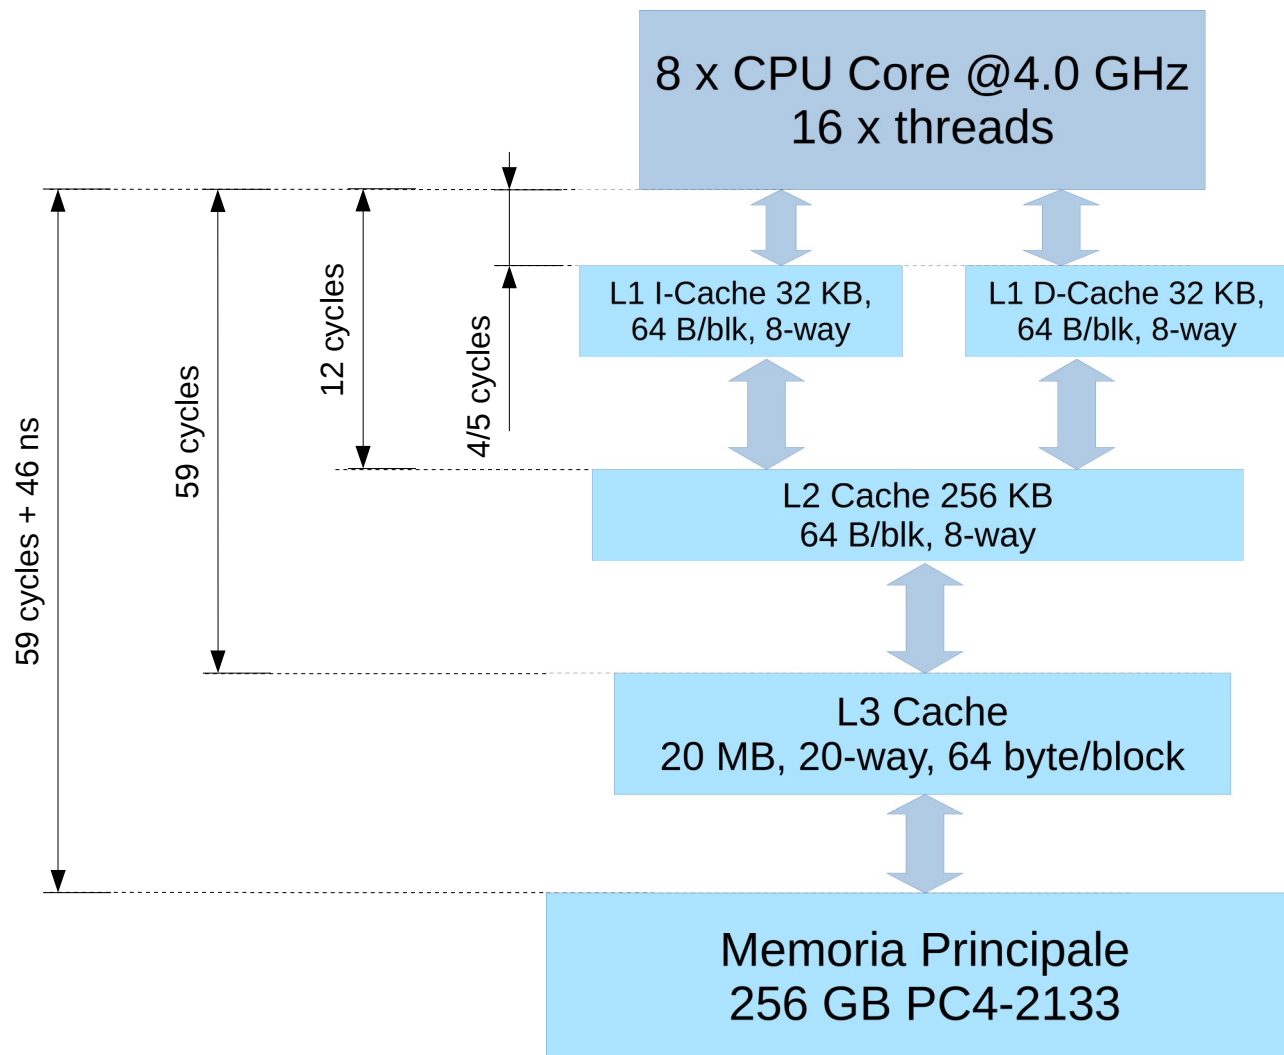 8 x CPU Core @4.0 GHz
16 x threads
L1 I-Cache 32 KB,
64 B/blk, 8-way
L1 D-Cache 32 KB,
64 B/blk, 8-way
4/5 cycles
12 cycles
59 cycles
59 cycles + 46 ns
L2 Cache 256 KB
64 B/blk, 8-way
L3 Cache
20 MB, 20-way, 64 byte/block
Memoria Principale
256 GB PC4-2133